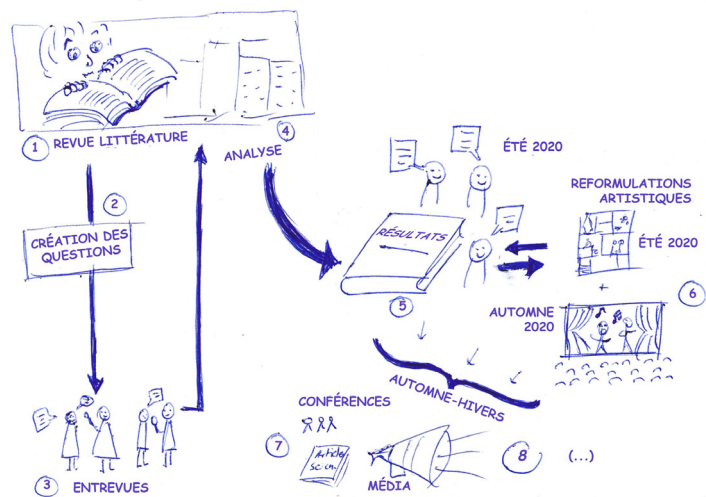 1 REVUE LITTÉRATURE
4
ANALYSE
2
CRÉATION DES
QUESTIONS
3 ENTREVUES
ÉTÉ 2020
RÉSULTATS
5
REFORMULATIONS
ARTISTIQUES
ÉTÉ 2020
+
6
AUTOMNE
2020
AUTOMNE-HIVERS
CONFÉRENCES
7
Article
Scien.
MÉDIA
8
(...)